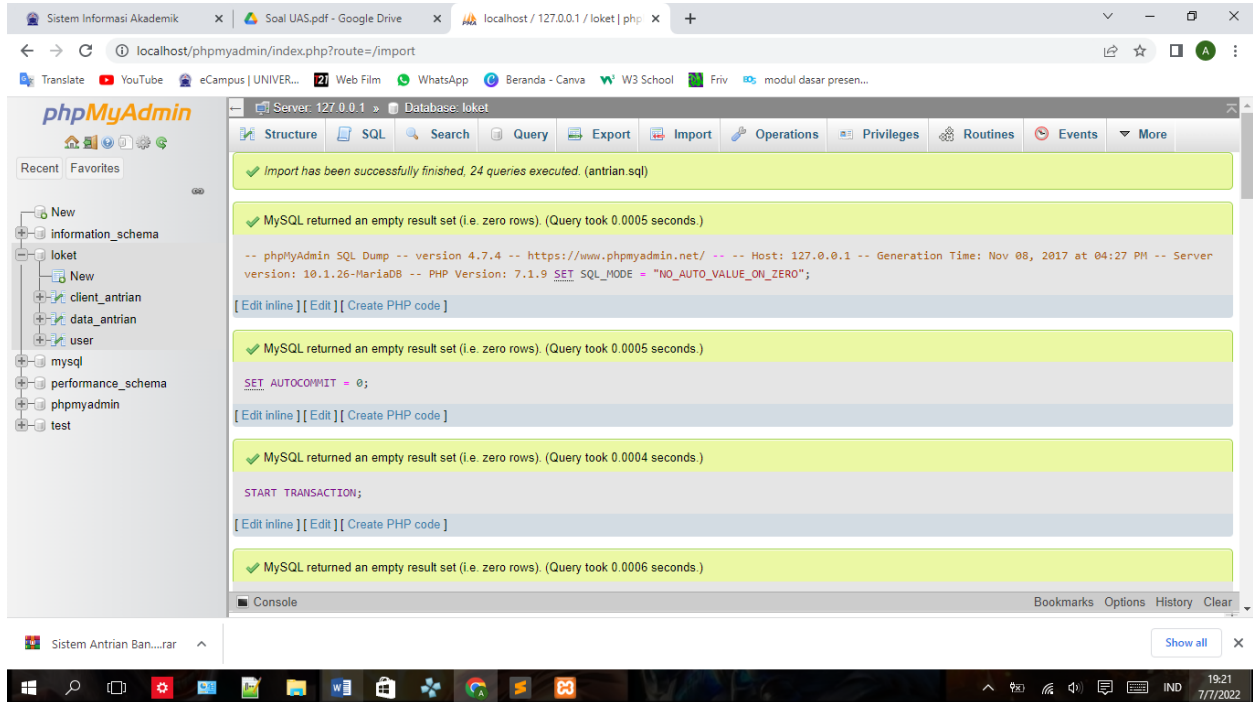 Sistem Informasi Akademik
Soal UAS.pdf - Google Drive
localhost / 127.0.0.1 / loket | php
localhost/phpmyadmin/index.php?route=/import
A
Translate YouTube eCampus | UNIVER... Web Film WhatsApp Beranda - Canva W3 School Friv modul dasar presen...
phpMyAdmin
Recent Favorites
New
information_schema
loket
New
client_antrian
data_antrian
user
mysql
performance_schema
phpmyadmin
test
Server: 127.0.0.1 » Database: loket
Structure SQL Search Query Export Import Operations Privileges Routines Events More
Import has been successfully finished, 24 queries executed. (antrian.sql)
MySQL returned an empty result set (i.e. zero rows). (Query took 0.0005 seconds.)
-- phpMyAdmin SQL Dump -- version 4.7.4 -- https://www.phpmyadmin.net/ -- -- Host: 127.0.0.1 -- Generation Time: Nov 08, 2017 at 04:27 PM -- Server
version: 10.1.26-MariaDB -- PHP Version: 7.1.9 SET SQL_MODE = "NO_AUTO_VALUE_ON_ZERO";
[ Edit inline ] [ Edit ] [ Create PHP code ]
MySQL returned an empty result set (i.e. zero rows). (Query took 0.0005 seconds.)
SET AUTOCOMMIT = 0;
[ Edit inline ] [ Edit ] [ Create PHP code ]
MySQL returned an empty result set (i.e. zero rows). (Query took 0.0004 seconds.)
START TRANSACTION;
[ Edit inline ] [ Edit ] [ Create PHP code ]
MySQL returned an empty result set (i.e. zero rows). (Query took 0.0006 seconds.)
Console Bookmarks Options History Clear
Sistem Antrian Ban....rar
Show all
IND
19:21
7/7/2022